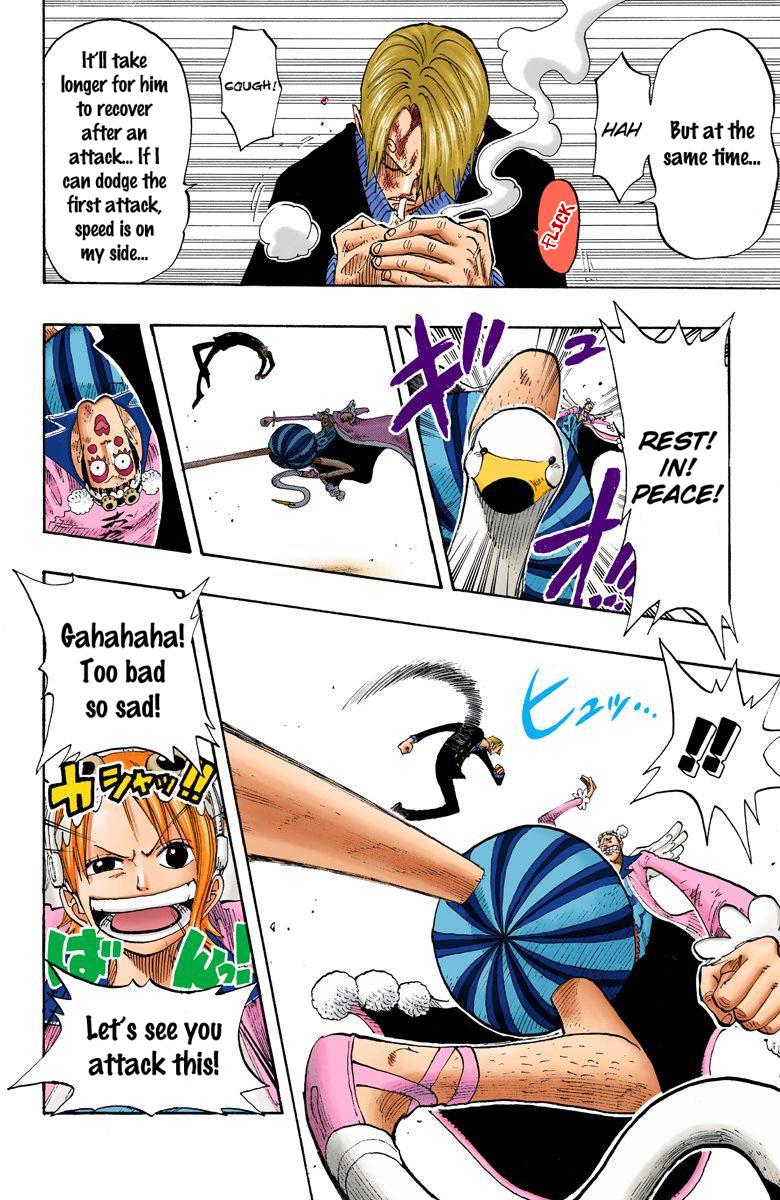 But at the
same time...
HAH
FLICK
COUGH!
It'll take
longer for him
to recover
after an
attack... If I
can dodge the
first attack,
speed is on
my side...
REST!
IN!
PEACE!
ギュオオ!!
!!
ヒュッ...
Gahahaha!
Too bad
so sad!
ガシャッ!!
ばんっ!
Let's see you
attack this!